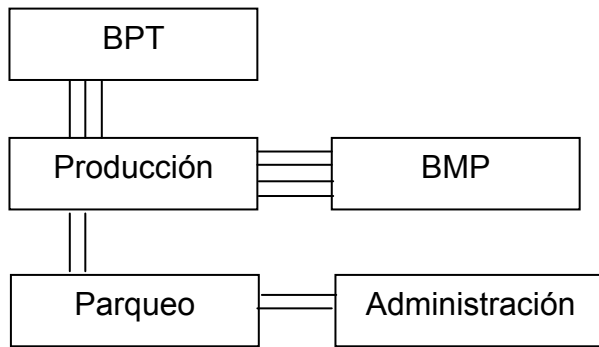 BPT
Producción
BMP
Parqueo
Administración